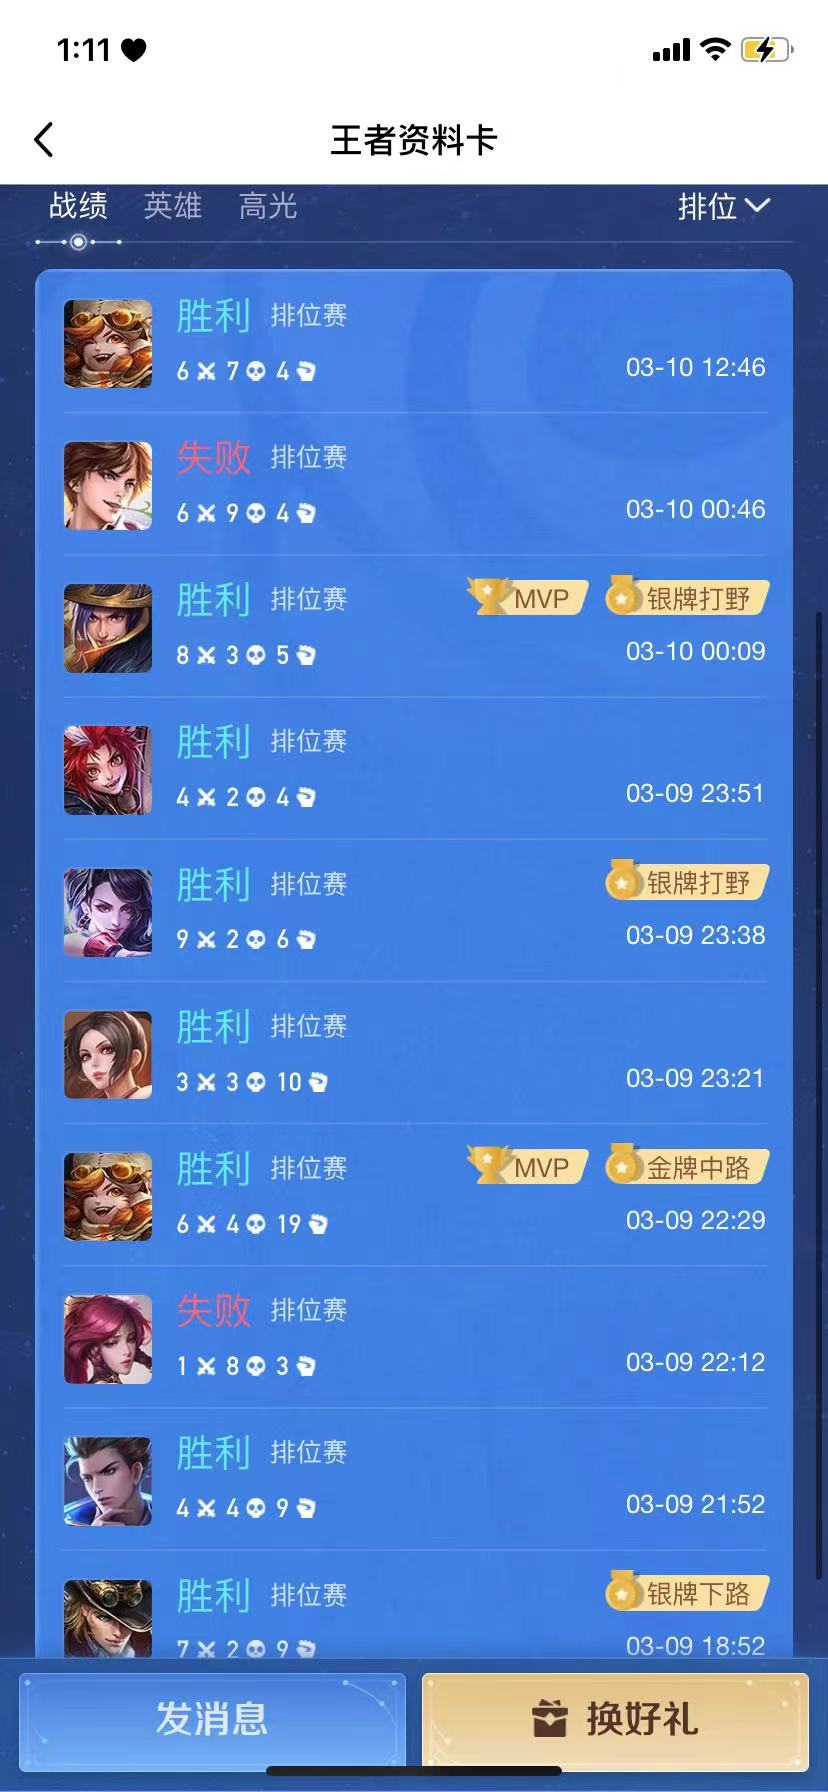 1:11
王者资料卡
战绩 英雄 高光 排位
胜利 排位赛
6 7 4 03-10 12:46
失败 排位赛
6 9 4 03-10 00:46
胜利 排位赛 MVP 银牌打野
8 3 5 03-10 00:09
胜利 排位赛
4 2 4 03-09 23:51
胜利 排位赛 银牌打野
9 2 6 03-09 23:38
胜利 排位赛
3 3 10 03-09 23:21
胜利 排位赛 MVP 金牌中路
6 4 19 03-09 22:29
失败 排位赛
1 8 3 03-09 22:12
胜利 排位赛
4 4 9 03-09 21:52
胜利 排位赛 银牌下路
7 2 9 03-09 18:52
发消息 换好礼